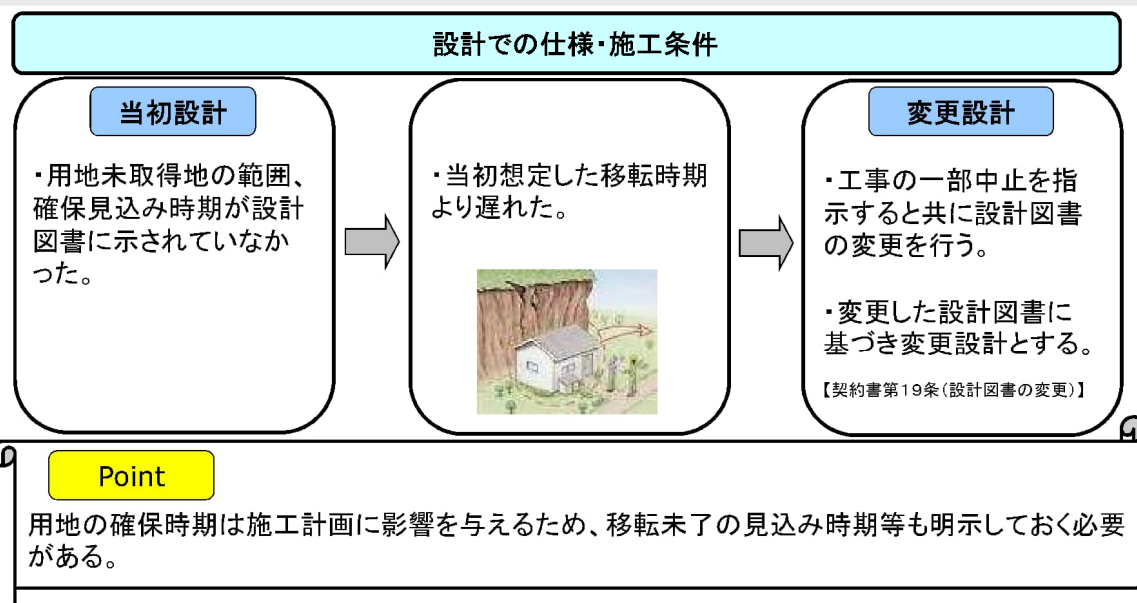 設計での仕様・施工条件
当初設計
・用地未取得地の範囲、
確保見込み時期が設計
図書に示されていなか
った。
・当初想定した移転時期
より遅れた。
変更設計
・工事の一部中止を指
示すると共に設計図書
の変更を行う。
・変更した設計図書に
基づき変更設計とする。
【契約書第19条(設計図書の変更)】
Point
用地の確保時期は施工計画に影響を与えるため、移転未了の見込み時期等も明示しておく必要
がある。